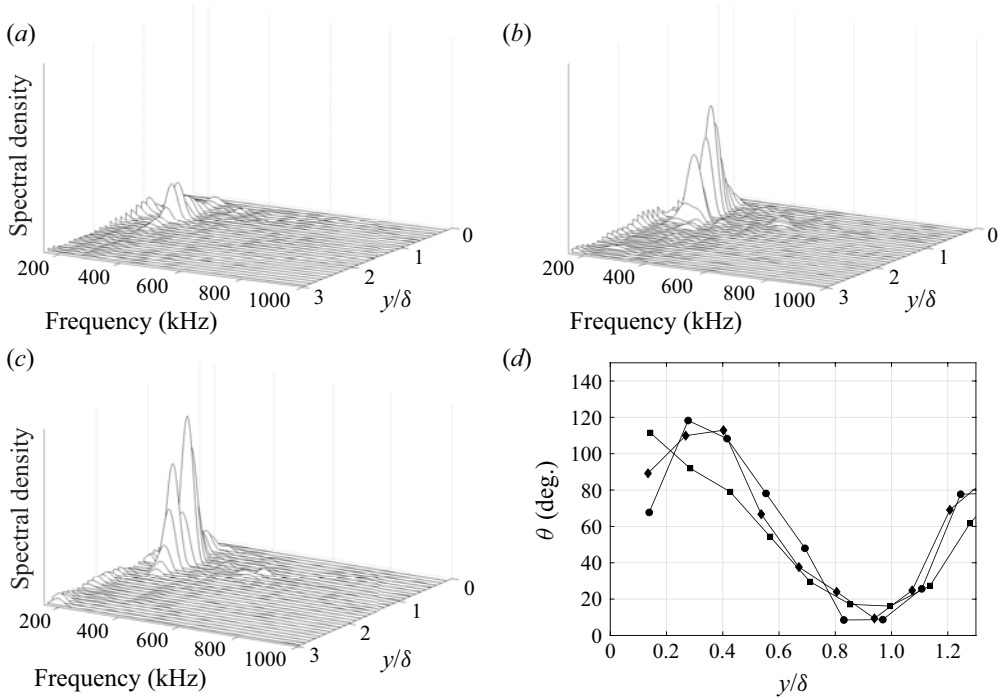 (a)
Spectral density
200
400
600
800
1000
3
2
1
0
Frequency (kHz)
y/δ
(b)
200
400
600
800
1000
3
2
1
0
Frequency (kHz)
y/δ
(c)
Spectral density
200
400
600
800
1000
3
2
1
0
Frequency (kHz)
y/δ
(d)
θ (deg.)
140
120
100
80
60
40
20
0
0 0.2 0.4 0.6 0.8 1.0 1.2
y/δ